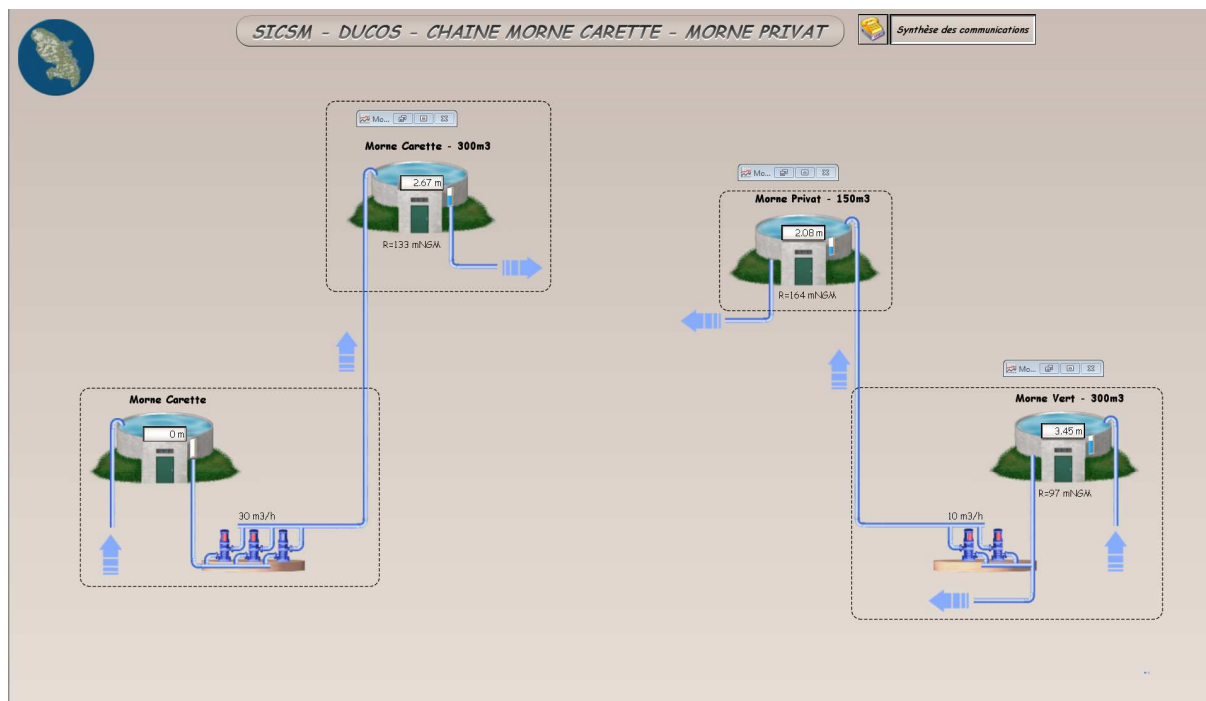 SICSM - DUCOS - CHAINE MORNE CARETTE - MORNE PRIVAT
Synthèse des communications
Mo...
Morne Carette - 300m3
2.67 m
R=133 mNGM
Mo...
Morne Privat - 150m3
2.08 m
R=164 mNGM
Morne Carette
0 m
30 m3/h
Mo...
Morne Vert - 300m3
3.45 m
R=97 mNGM
10 m3/h